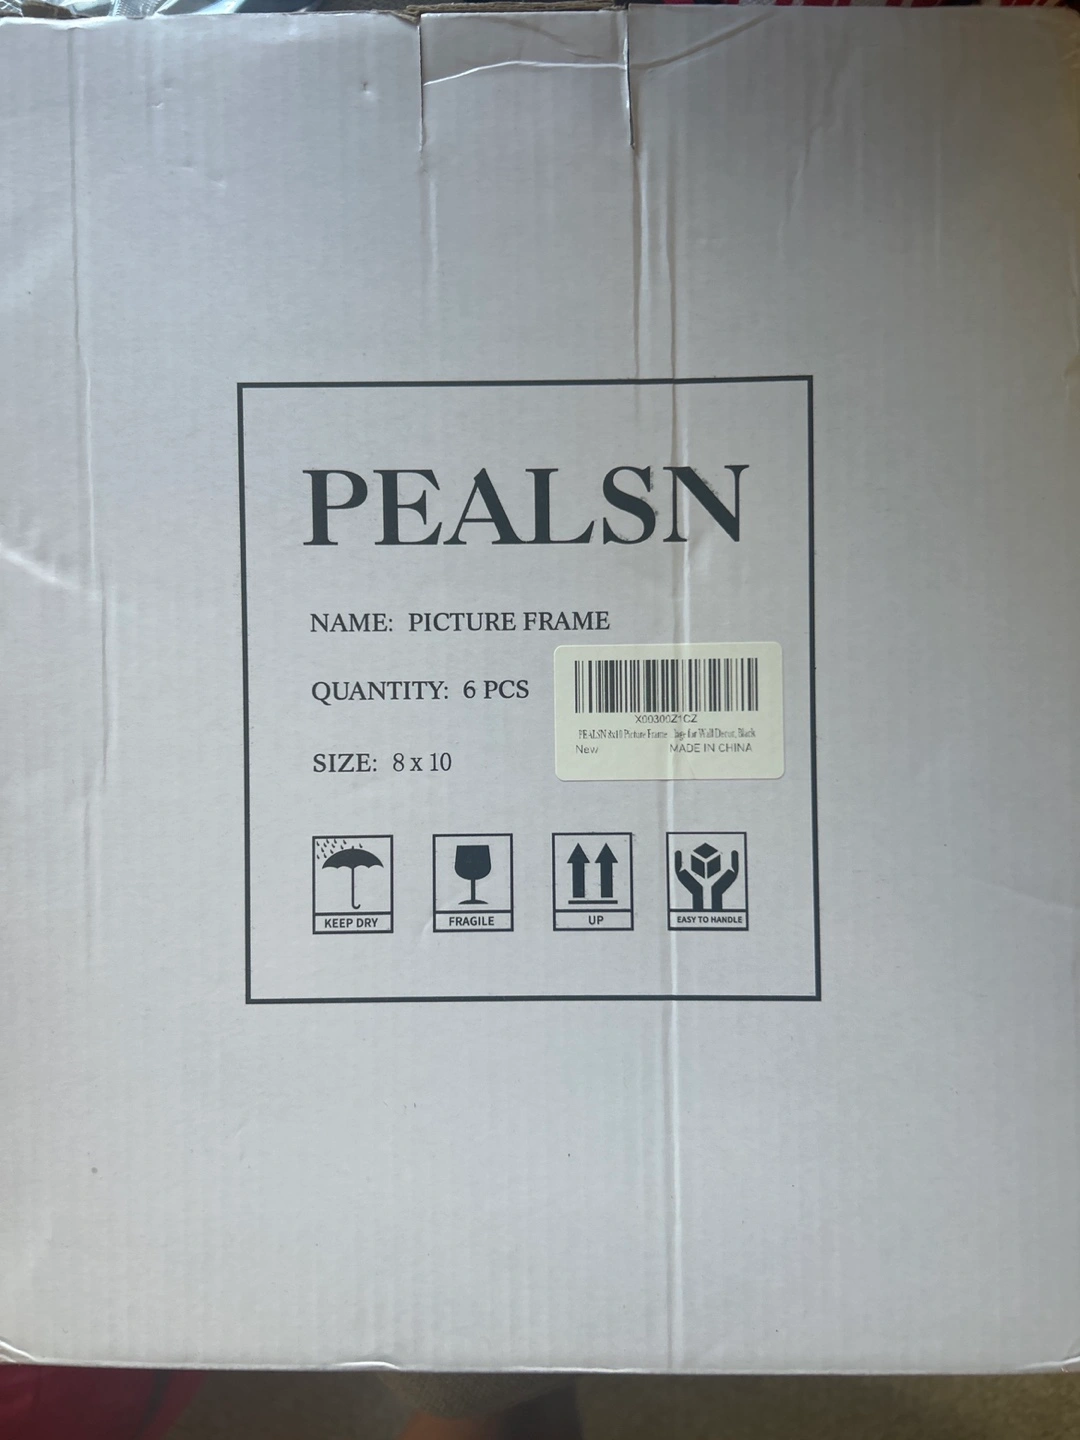 PEALSN
NAME: PICTURE FRAME
QUANTITY: 6 PCS
SIZE: 8 x 10
X00300Z1CZ
PEALSN 8x10 Picture Frame for Wall Decor, Black
New MADE IN CHINA
KEEP DRY
FRAGILE
UP
EASY TO HANDLE